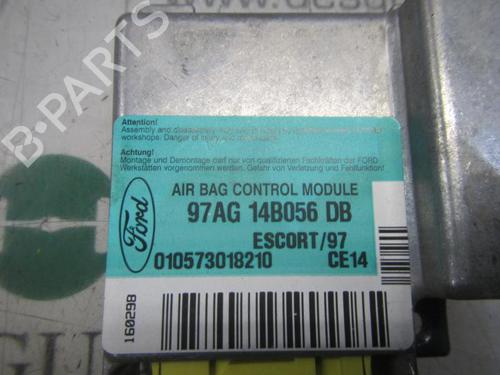 B-PARTS
Attention!
Assembly and
workshops. Danger of injury and
Achtung!
Montage und Demontage darf nur von qualifizierten Fachkräften der FORD
Werkstätten vorgenommen werden. Gefahr von Verletzung und Fehlfunktion!
AIR BAG CONTROL MODULE
97AG 14B056 DB
Ford
ESCORT/97
010573018210 CE14
160298